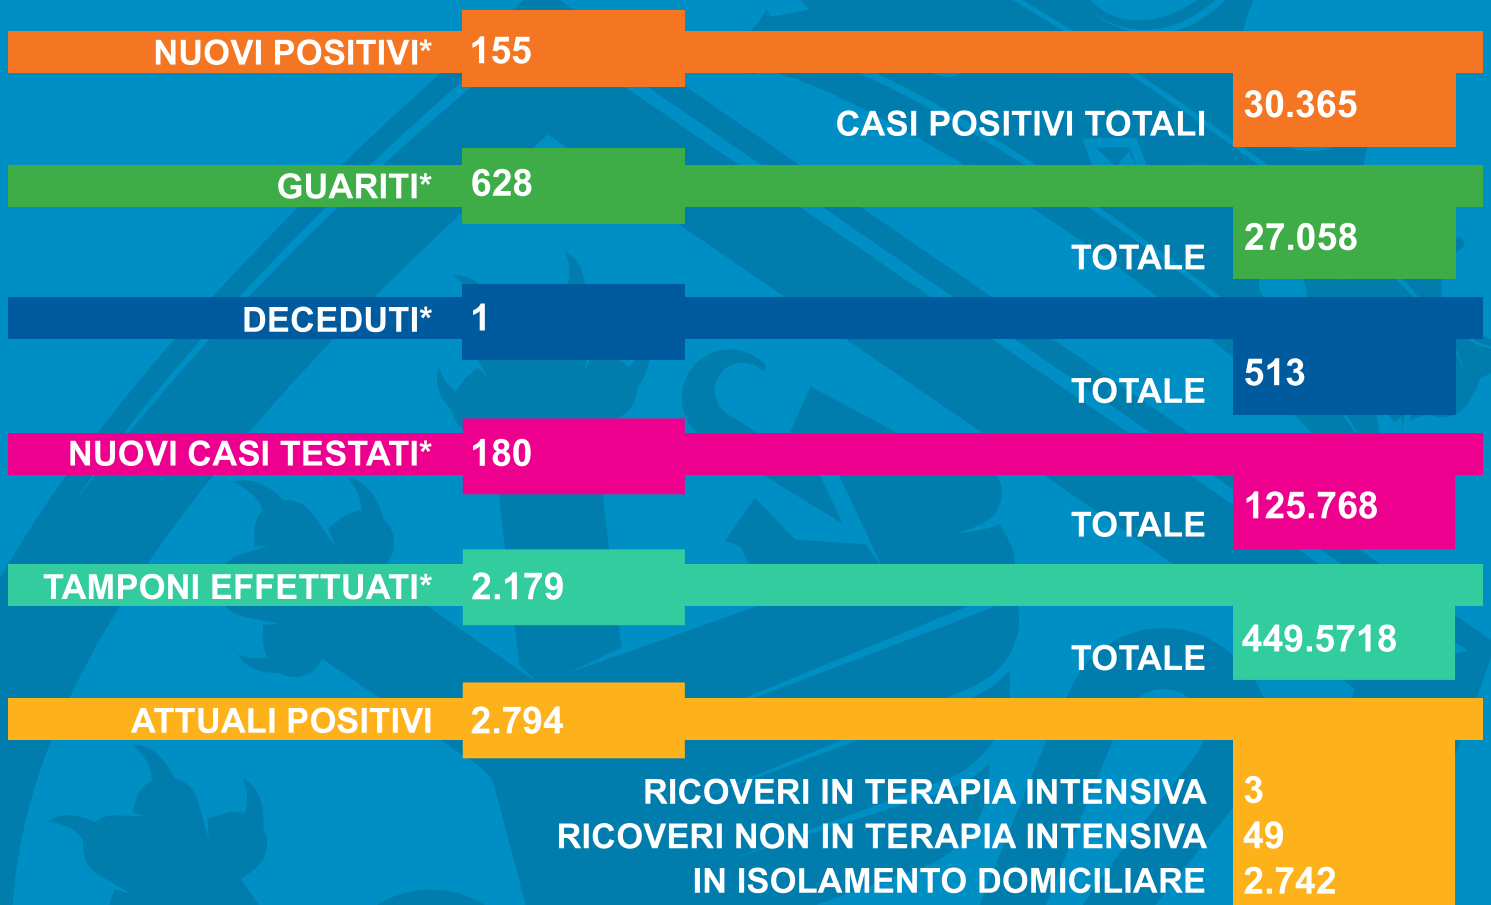 NUOVI POSITIVI* 155
CASI POSITIVI TOTALI 30.365
GUARITI* 628
TOTALE 27.058
DECEDUTI* 1
TOTALE 513
NUOVI CASI TESTATI* 180
TOTALE 125.768
TAMPONI EFFETTUATI* 2.179
TOTALE 449.5718
ATTUALI POSITIVI 2.794
RICOVERI IN TERAPIA INTENSIVA 3
RICOVERI NON IN TERAPIA INTENSIVA 49
IN ISOLAMENTO DOMICILIARE 2.742